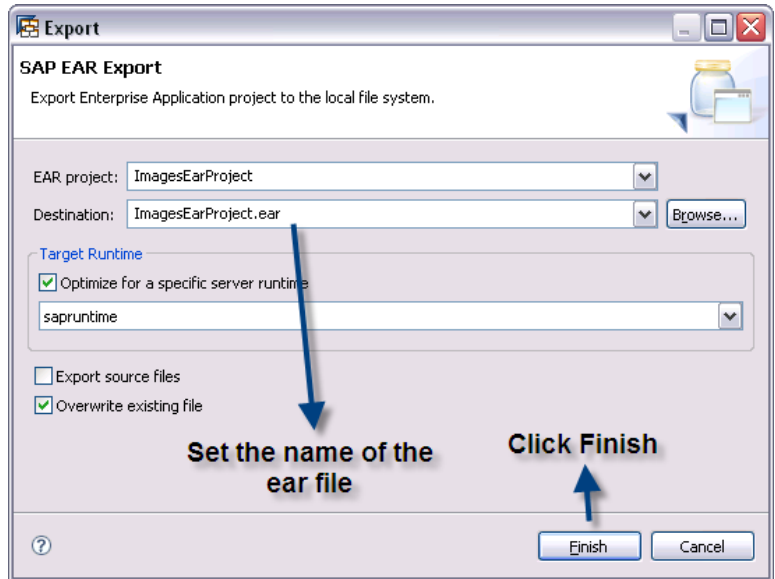 Export
SAP EAR Export
Export Enterprise Application project to the local file system.
EAR project: ImagesEarProject
Destination: ImagesEarProject.ear Browse...
Target Runtime
Optimize for a specific server runtime
sapruntime
Export source files
Overwrite existing file
Set the name of the
ear file
Click Finish
? Finish Cancel